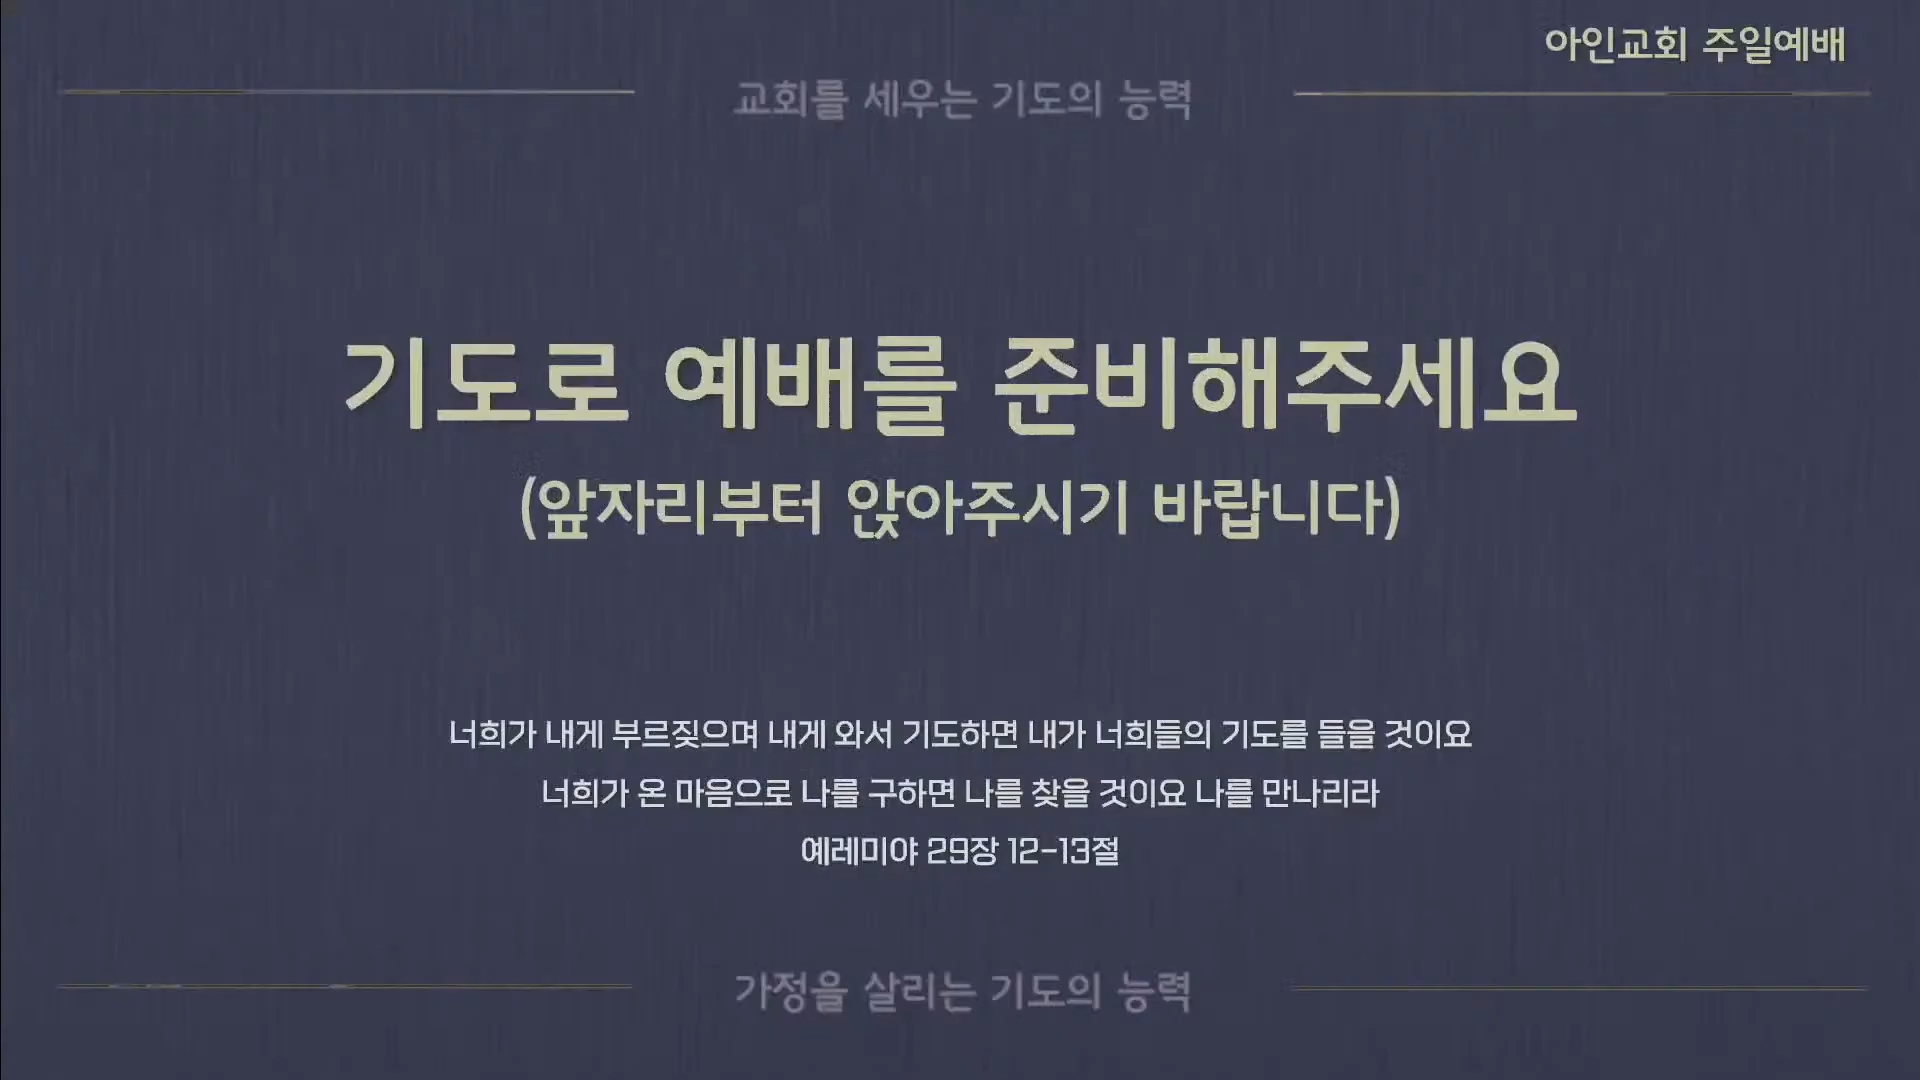 아인교회 주일예배
교회를 세우는 기도의 능력
기도로 예배를 준비해주세요
(앞자리부터 앉아주시기 바랍니다)
너희가 내게 부르짖으며 내게 와서 기도하면 내가 너희들의 기도를 들을 것이요
너희가 온 마음으로 나를 구하면 나를 찾을 것이요 나를 만나리라
예레미야 29장 12-13절
가정을 살리는 기도의 능력